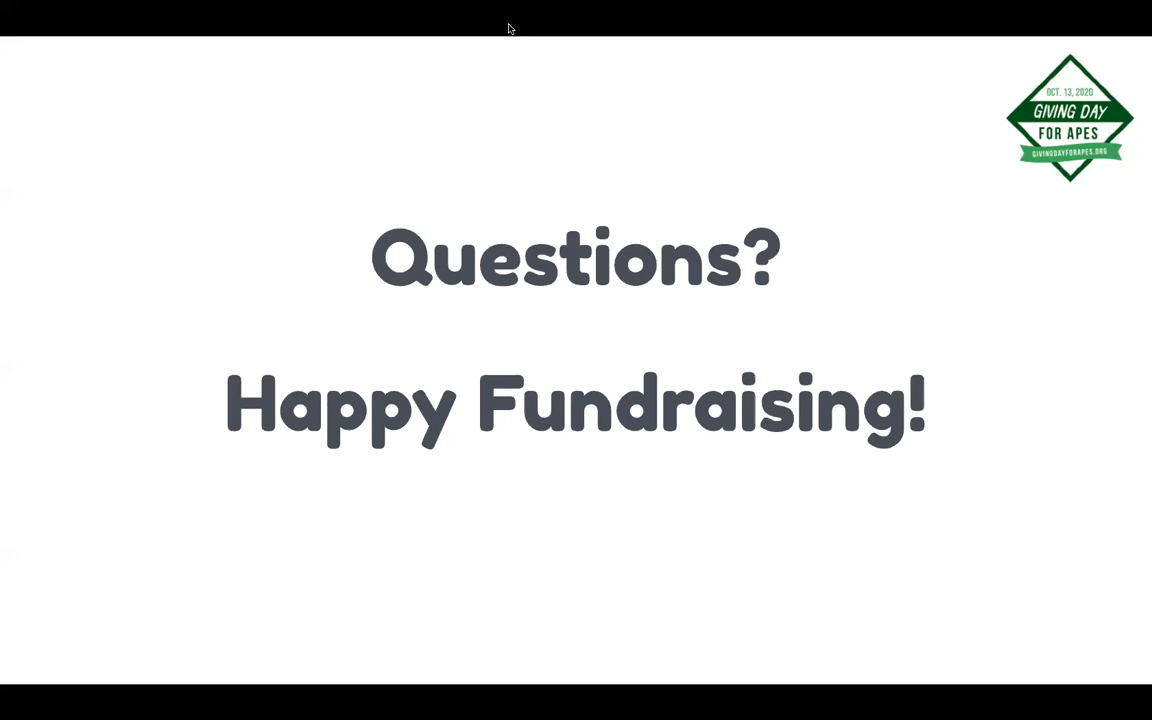 OCT. 13, 2020
GIVING DAY
FOR APES
GIVINGDAYFORAPES.ORG
Questions?
Happy Fundraising!